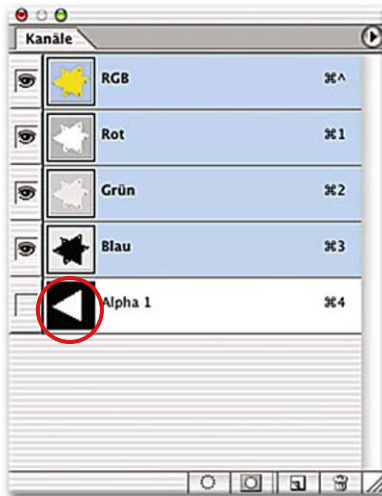 Kanäle
RGB ⌘^
Rot ⌘1
Grün ⌘2
Blau ⌘3
Alpha 1 ⌘4